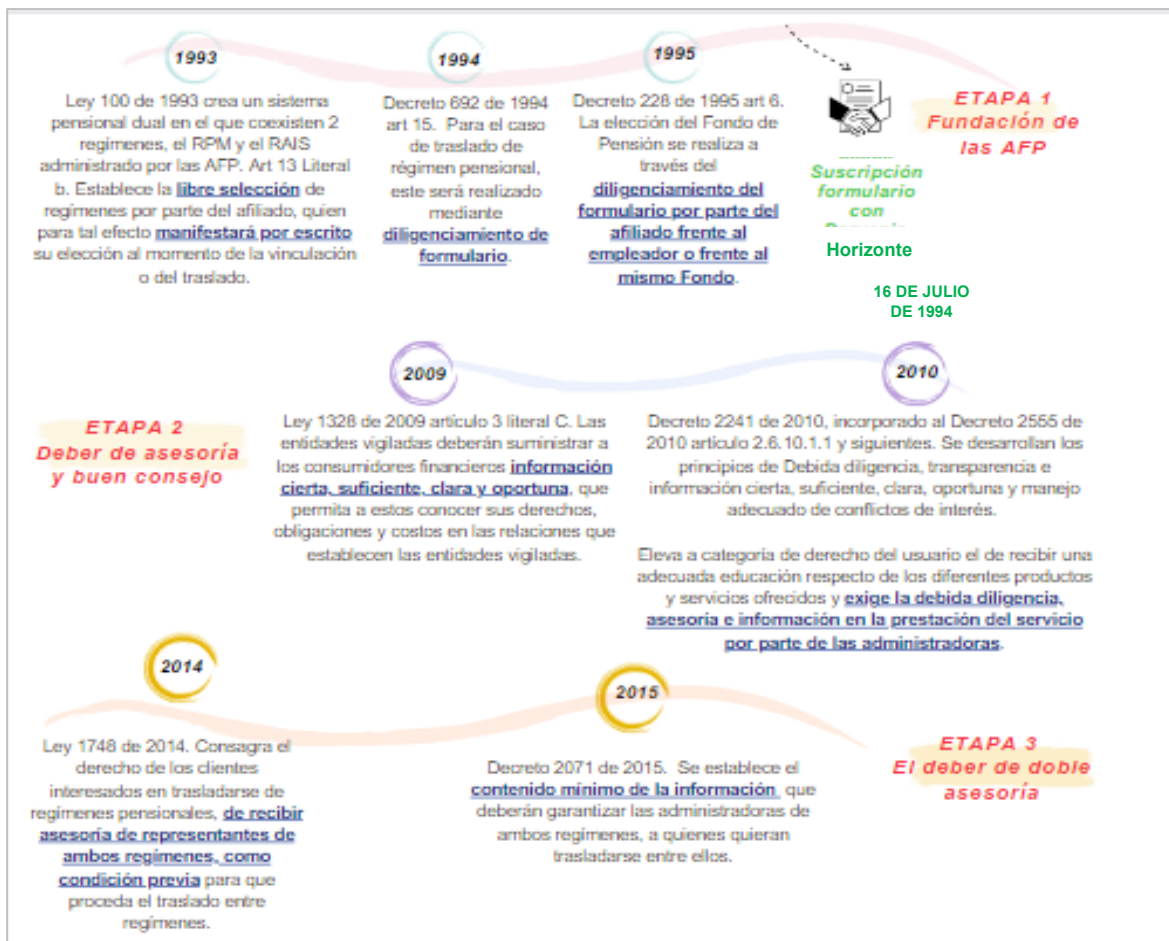 1993
Ley 100 de 1993 crea un sistema
pensional dual en el que coexisten 2
regímenes, el RPM y el RAIS
administrado por las AFP. Art 13 Literal
b. Establece la libre selección de
regímenes por parte del afiliado, quien
para tal efecto manifestará por escrito
su elección al momento de la vinculación
o del traslado.
1994
Decreto 692 de 1994
art 15. Para el caso
de traslado de
régimen pensional,
este será realizado
mediante
diligenciamiento de
formulario.
1995
Decreto 228 de 1995 art 6.
La elección del Fondo de
Pensión se realiza a
través del
diligenciamiento del
formulario por parte del
afiliado frente al
empleador o frente al
mismo Fondo.
Suscripción
formulario
con
Horizonte
16 DE JULIO
DE 1994
ETAPA 1
Fundación de
las AFP
ETAPA 2
Deber de asesoría
y buen consejo
2009
Ley 1328 de 2009 artículo 3 literal C. Las
entidades vigiladas deberán suministrar a
los consumidores financieros información
cierta, suficiente, clara y oportuna, que
permita a estos conocer sus derechos,
obligaciones y costos en las relaciones que
establecen las entidades vigiladas.
2010
Decreto 2241 de 2010, incorporado al Decreto 2555 de
2010 artículo 2.6.10.1.1 y siguientes. Se desarrollan los
principios de Debida diligencia, transparencia e
información cierta, suficiente, clara, oportuna y manejo
adecuado de conflictos de interés.
Eleva a categoría de derecho del usuario el de recibir una
adecuada educación respecto de los diferentes productos
y servicios ofrecidos y exige la debida diligencia,
asesoría e información en la prestación del servicio
por parte de las administradoras.
2014
Ley 1748 de 2014. Consagra el
derecho de los clientes
interesados en trasladarse de
regímenes pensionales, de recibir
asesoría de representantes de
ambos regímenes, como
condición previa para que
proceda el traslado entre
regímenes.
2015
Decreto 2071 de 2015. Se establece el
contenido mínimo de la información que
deberán garantizar las administradoras de
ambos regímenes, a quienes quieran
trasladarse entre ellos.
ETAPA 3
El deber de doble
asesoría